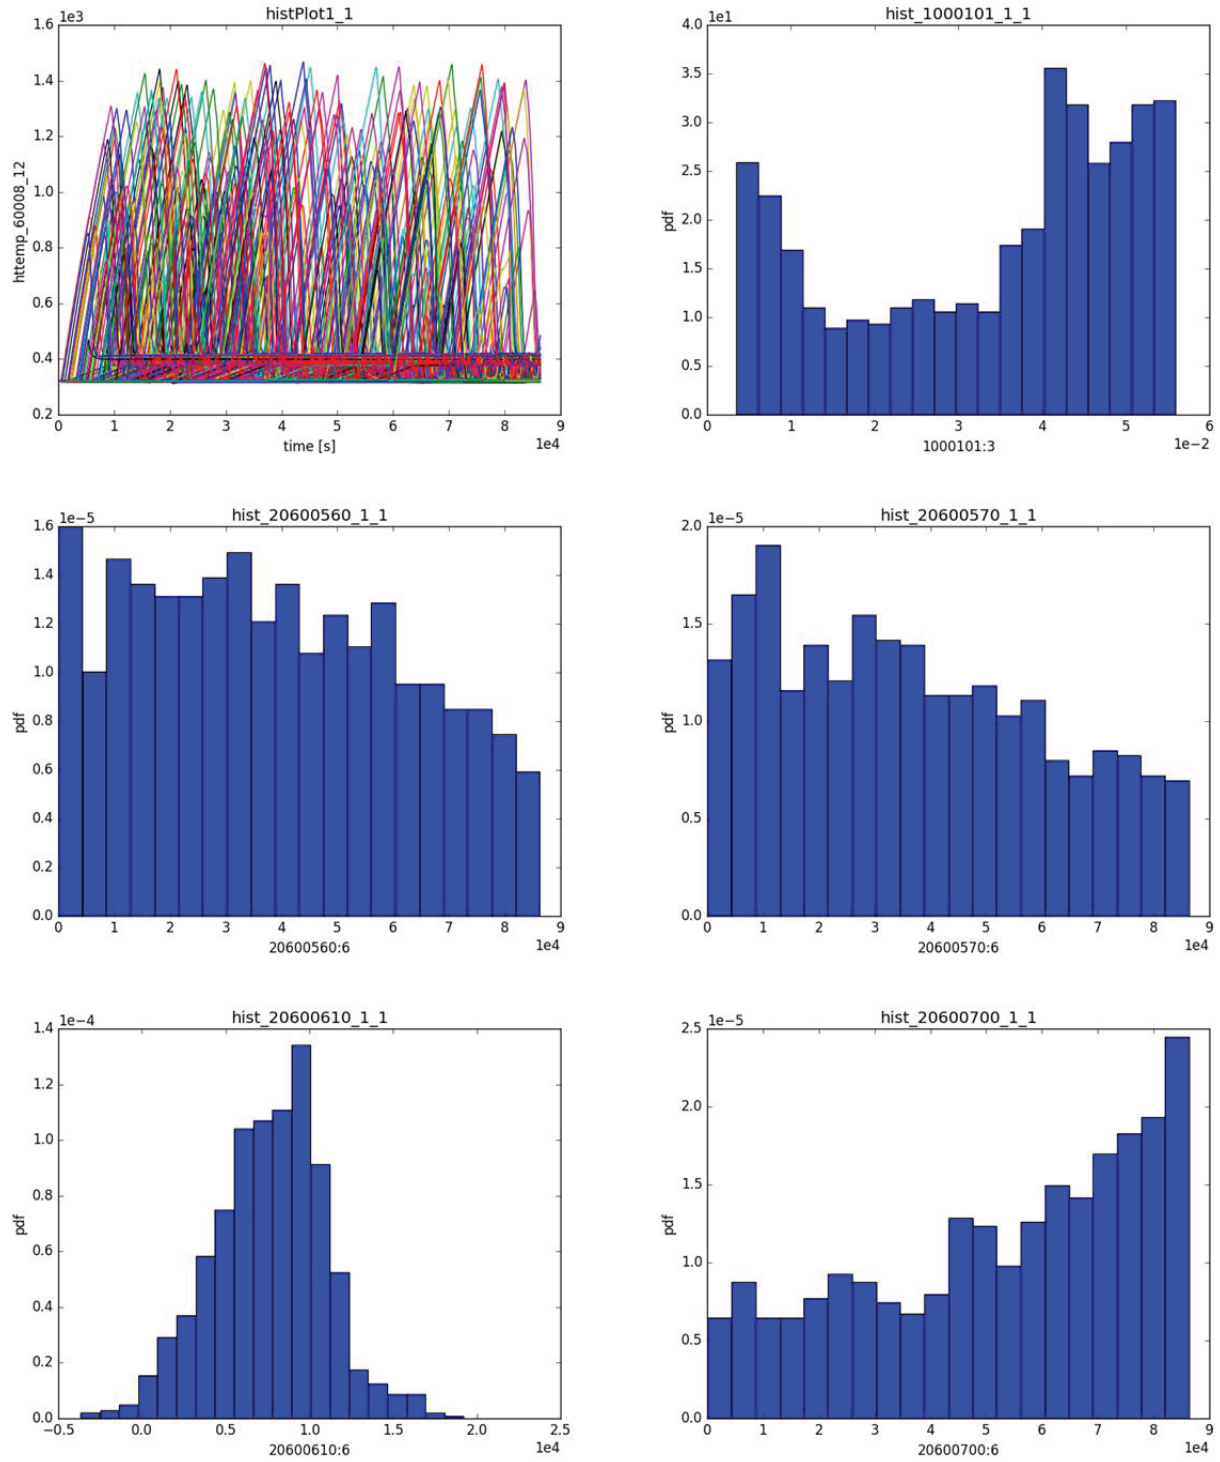 histPlot1_1
1.6 1e3
1.4
1.2
1.0
0.8
0.6
0.4
0.2
httemp_60008_12
0 1 2 3 4 5 6 7 8 9
time [s] 1e4
hist_1000101_1_1
4.0 1e1
3.5
3.0
2.5
2.0
1.5
1.0
0.5
0.0
pdf
0 1 2 3 4 5 6
1000101:3 1e−2
hist_20600560_1_1
1.6 1e−5
1.4
1.2
1.0
0.8
0.6
0.4
0.2
0.0
pdf
0 1 2 3 4 5 6 7 8 9
20600560:6 1e4
hist_20600570_1_1
2.0 1e−5
1.5
1.0
0.5
0.0
pdf
0 1 2 3 4 5 6 7 8 9
20600570:6 1e4
hist_20600610_1_1
1.4 1e−4
1.2
1.0
0.8
0.6
0.4
0.2
0.0
pdf
−0.5 0.0 0.5 1.0 1.5 2.0 2.5
20600610:6 1e4
hist_20600700_1_1
2.5 1e−5
2.0
1.5
1.0
0.5
0.0
pdf
0 1 2 3 4 5 6 7 8 9
20600700:6 1e4